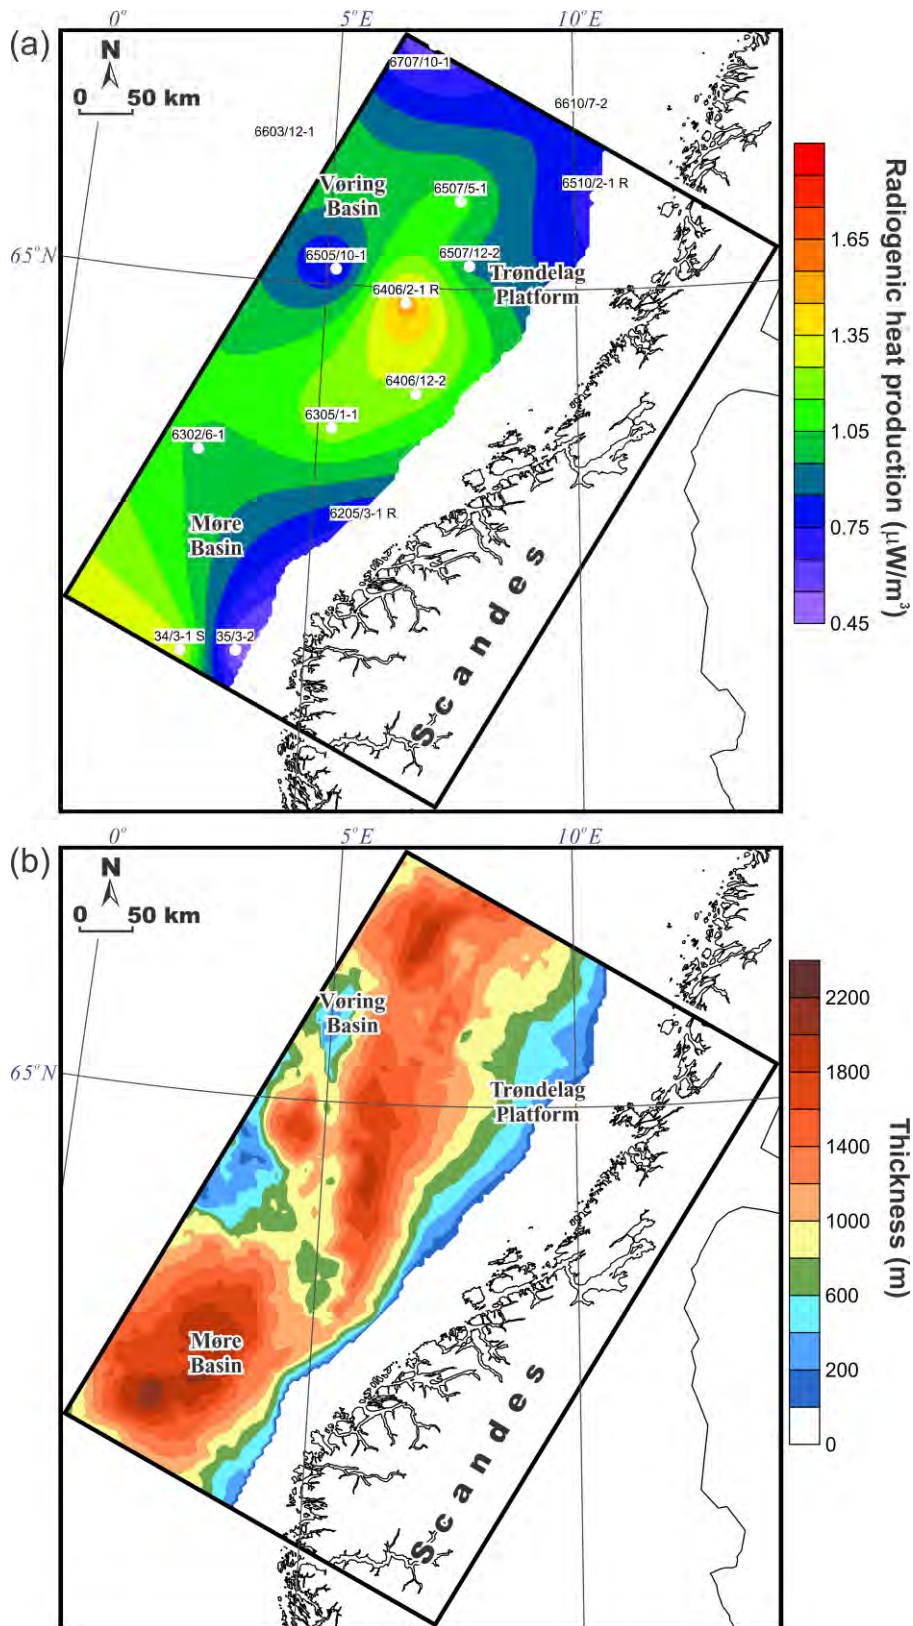 (a)
0°
5°E
10°E
N
0 50 km
6707/10-1
6610/7-2
6603/12-1
Vøring
Basin
6507/5-1
6510/2-1 R
65°N
6505/10-1
6507/12-2
Trøndelag
Platform
6406/2-1 R
6406/12-2
6305/1-1
6302/6-1
6205/3-1 R
Møre
Basin
34/3-1 S
35/3-2
Scandes
1.65
1.35
1.05
0.75
0.45
Radiogenic heat production (μW/m³)
(b)
0°
5°E
10°E
N
0 50 km
Vøring
Basin
65°N
Trøndelag
Platform
Møre
Basin
Scandes
2200
1800
1400
1000
600
200
0
Thickness (m)